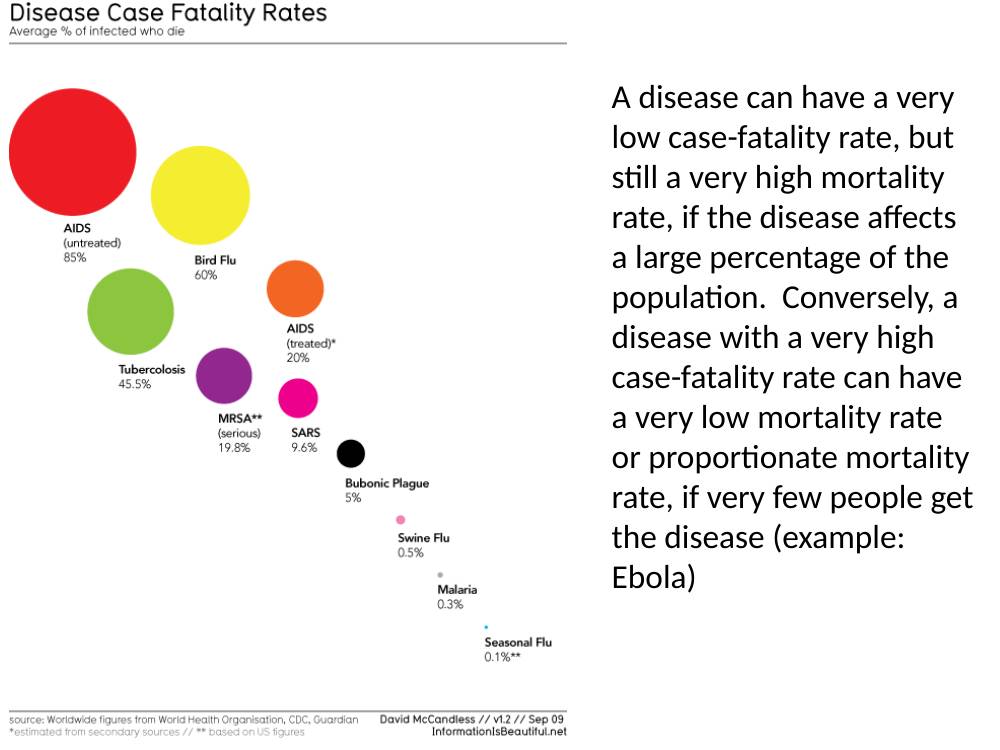 Disease Case Fatality Rates
Average % of infected who die
AIDS
(untreated)
85%
Bird Flu
60%
Tubercolosis
45.5%
AIDS
(treated)*
20%
MRSA**
(serious)
19.8%
SARS
9.6%
Bubonic Plague
5%
Swine Flu
0.5%
Malaria
0.3%
Seasonal Flu
0.1%**
source: Worldwide figures from World Health Organisation, CDC, Guardian
*estimated from secondary sources // ** based on US figures
David McCandless // v1.2 // Sep 09
InformationIsBeautiful.net
A disease can have a very
low case-fatality rate, but
still a very high mortality
rate, if the disease affects
a large percentage of the
population.  Conversely, a
disease with a very high
case-fatality rate can have
a very low mortality rate
or proportionate mortality
rate, if very few people get
the disease (example:
Ebola)